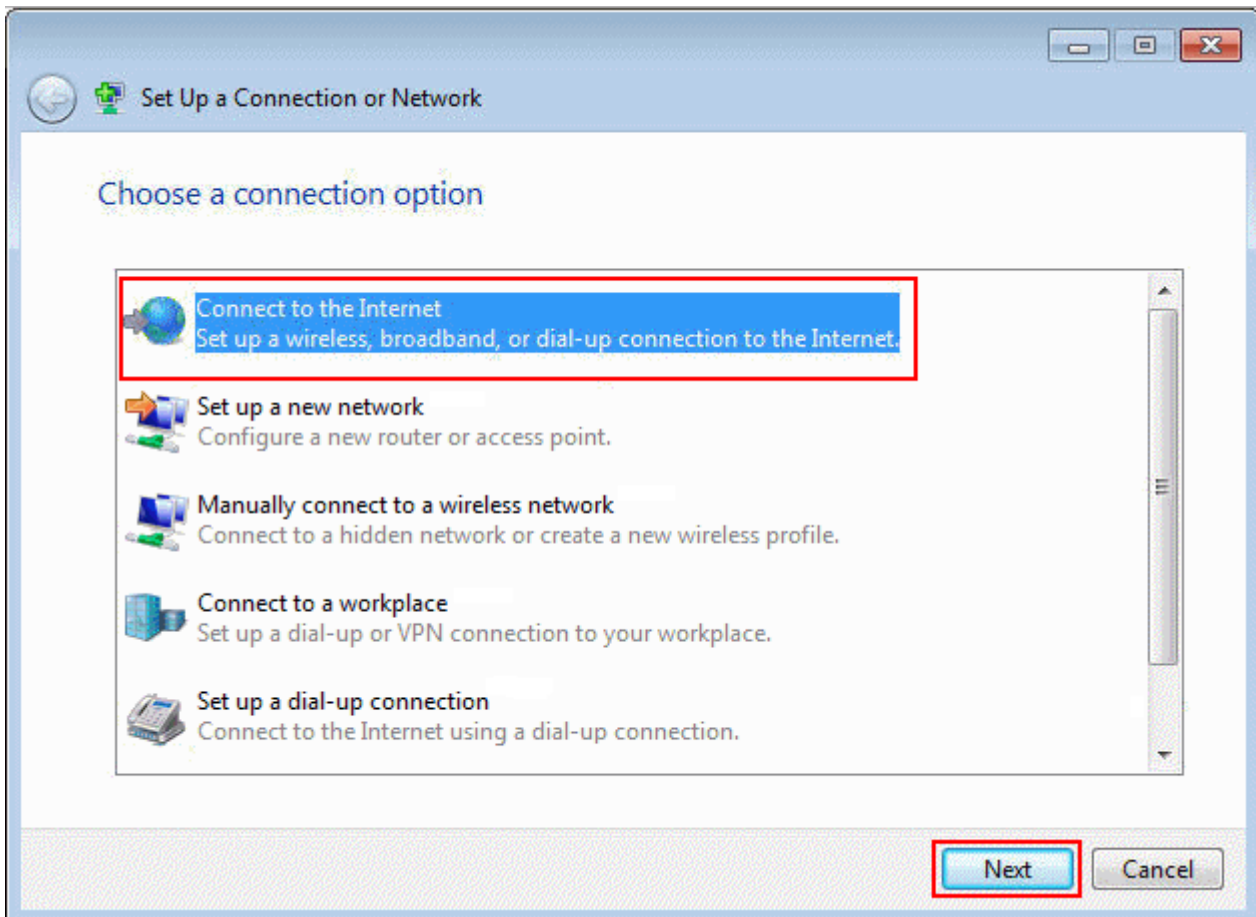 Set Up a Connection or Network
Choose a connection option
Connect to the Internet
Set up a wireless, broadband, or dial-up connection to the Internet.
Set up a new network
Configure a new router or access point.
Manually connect to a wireless network
Connect to a hidden network or create a new wireless profile.
Connect to a workplace
Set up a dial-up or VPN connection to your workplace.
Set up a dial-up connection
Connect to the Internet using a dial-up connection.
Next Cancel